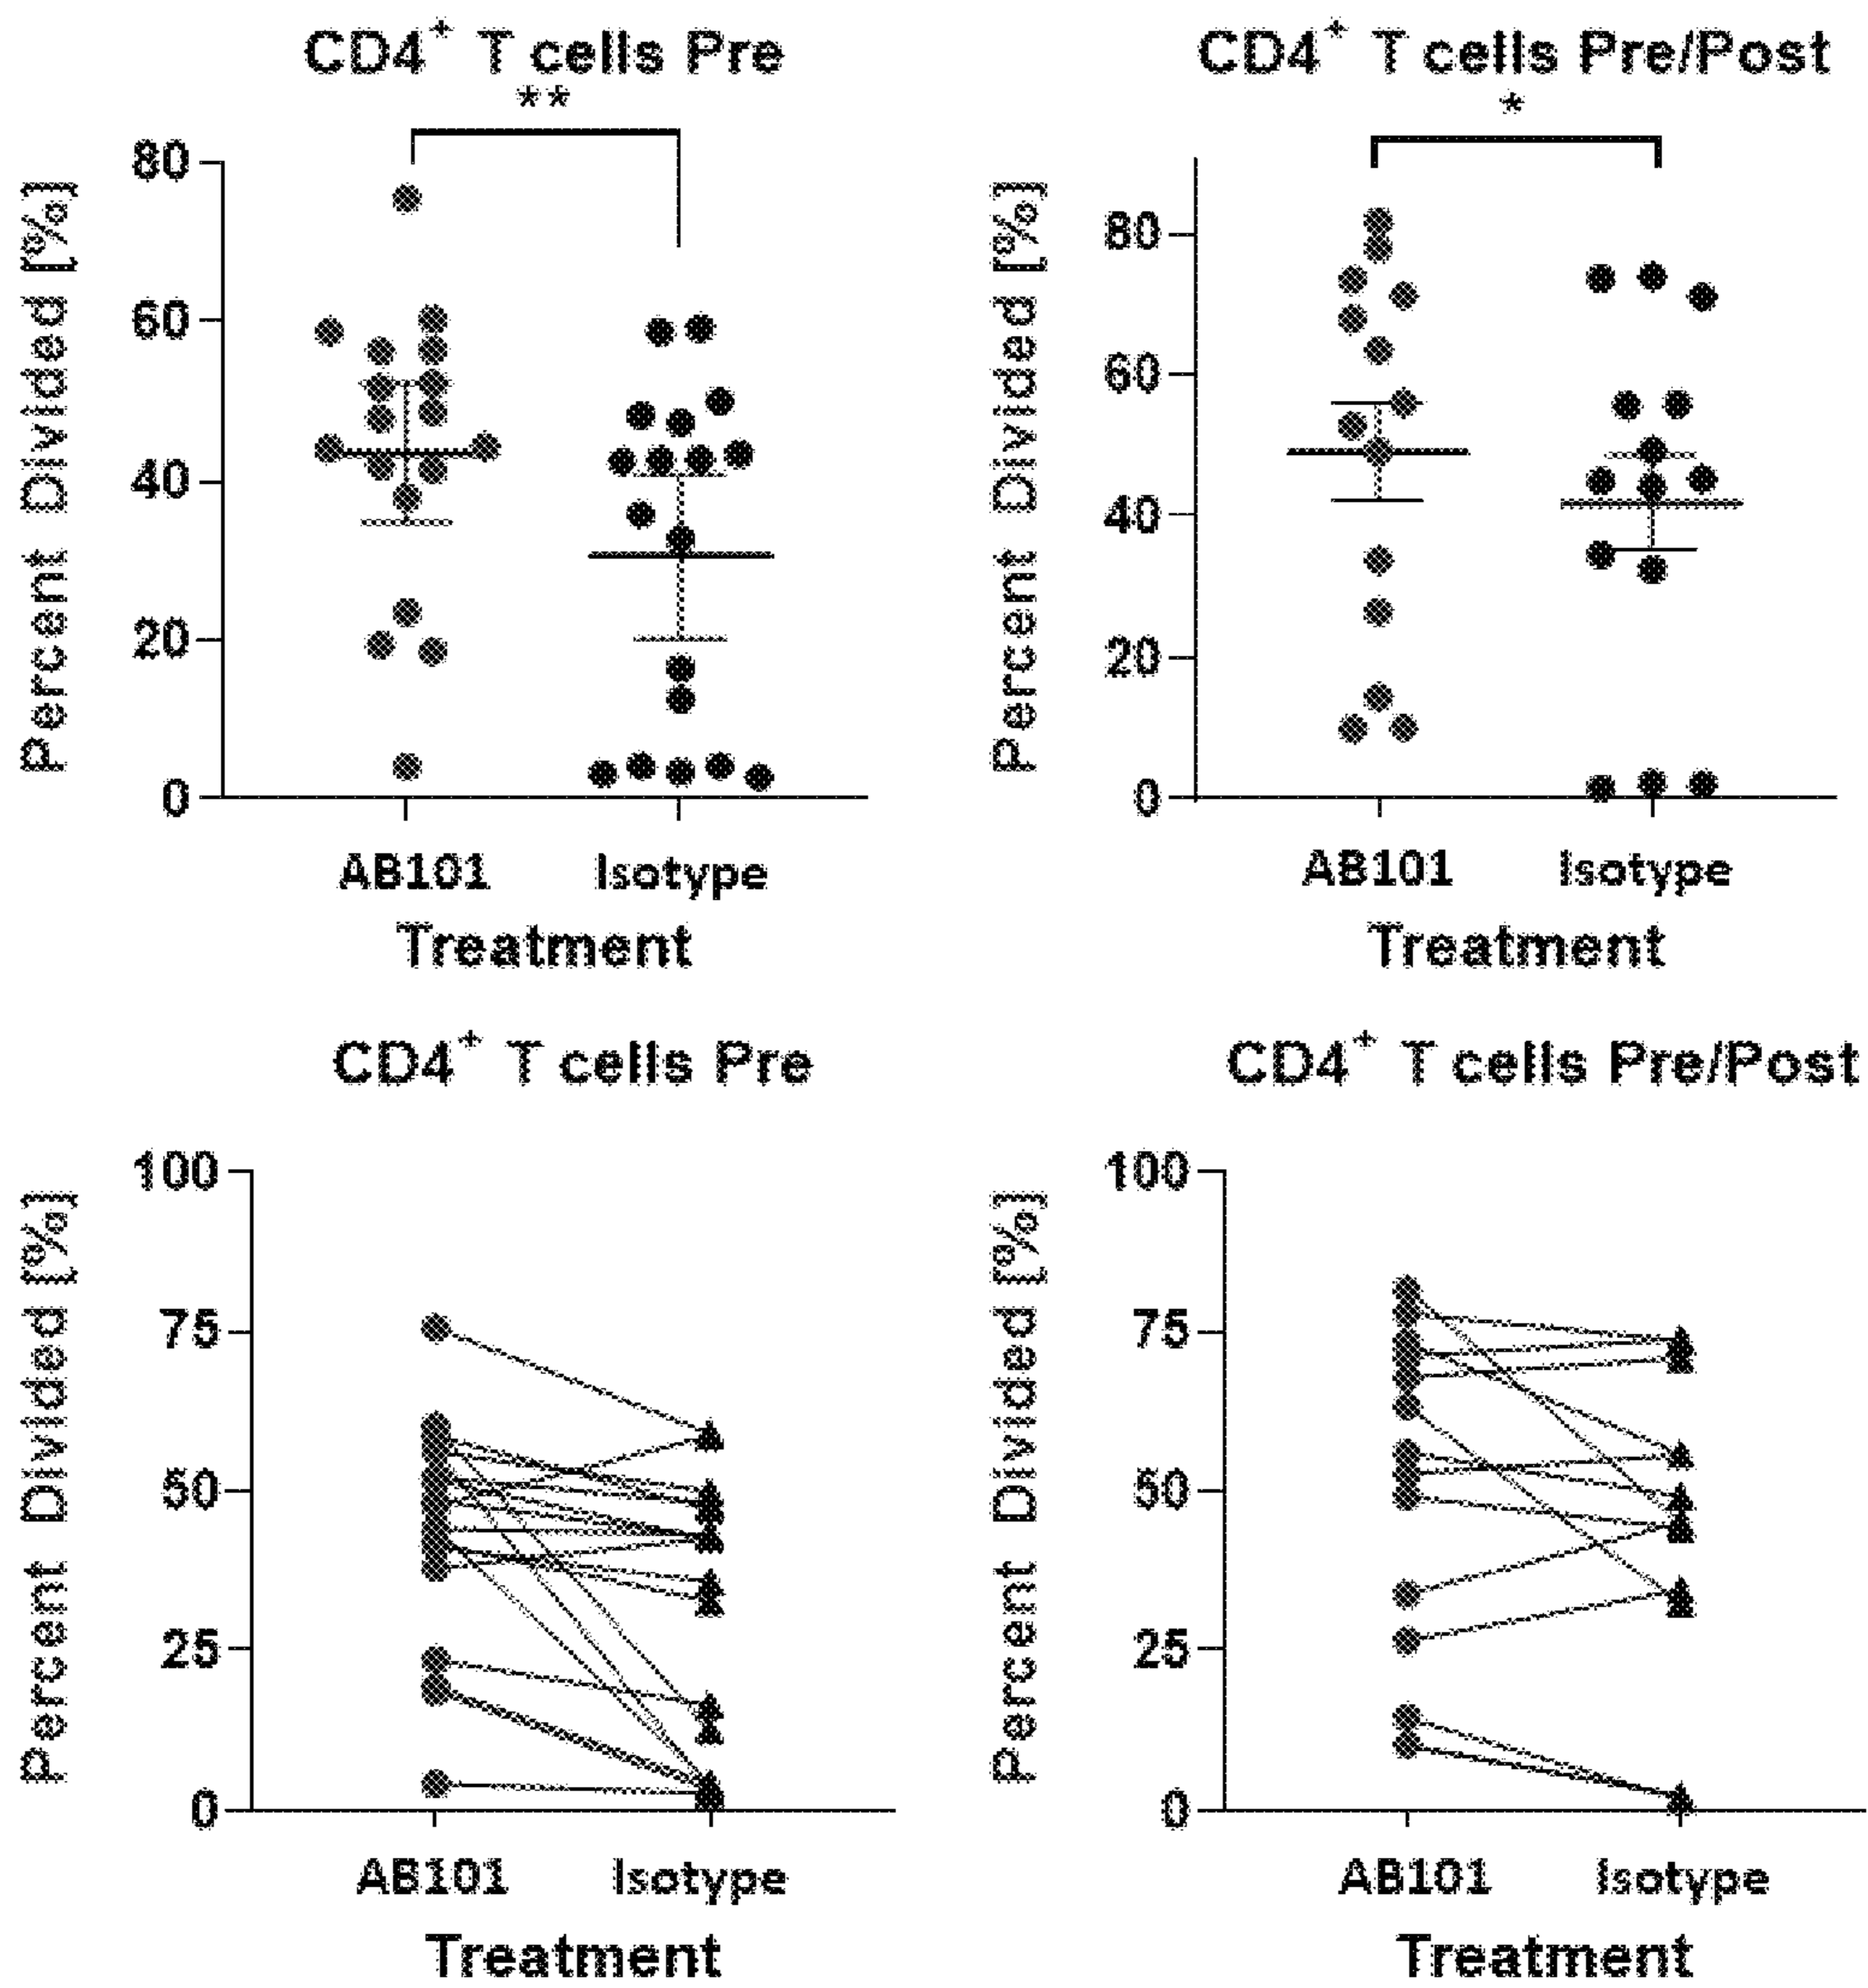 CD4+ T cells Pre
**
Percent Divided [%]
80
60
40
20
0
AB101 Isotype
Treatment
CD4+ T cells Pre/Post
*
Percent Divided [%]
80
60
40
20
0
AB101 Isotype
Treatment
CD4+ T cells Pre
Percent Divided [%]
100
75
50
25
0
AB101 Isotype
Treatment
CD4+ T cells Pre/Post
Percent Divided [%]
100
75
50
25
0
AB101 Isotype
Treatment